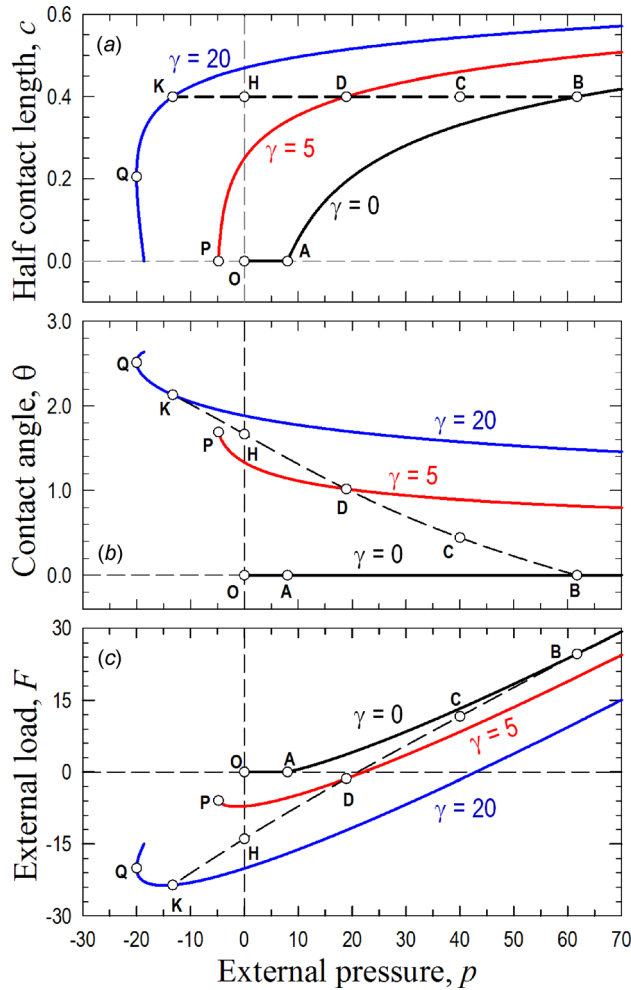 0.6
(a)
γ = 20
K
H
D
C
B
0.4
γ = 5
Q
γ = 0
0.2
P
A
0.0
O
Half contact length, c
3.0
Q
2.0
K
γ = 20
P
H
γ = 5
1.0
D
C
(b)
γ = 0
0.0
O
A
B
Contact angle, θ
30
(c)
B
15
C
γ = 0
O
A
γ = 5
0
P
D
γ = 20
-15
H
Q
K
-30
External load, F
-30 -20 -10 0 10 20 30 40 50 60 70
External pressure, p